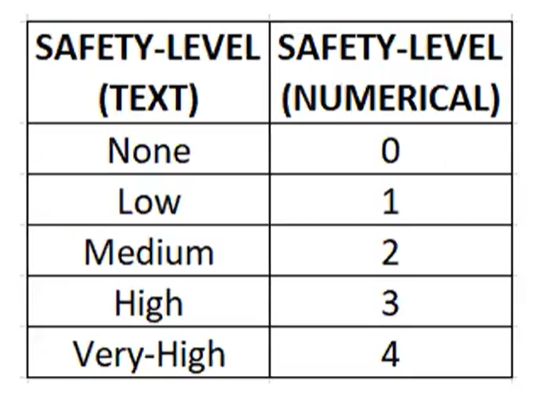 SAFETY-LEVEL (TEXT) SAFETY-LEVEL (NUMERICAL)
None 0
Low 1
Medium 2
High 3
Very-High 4